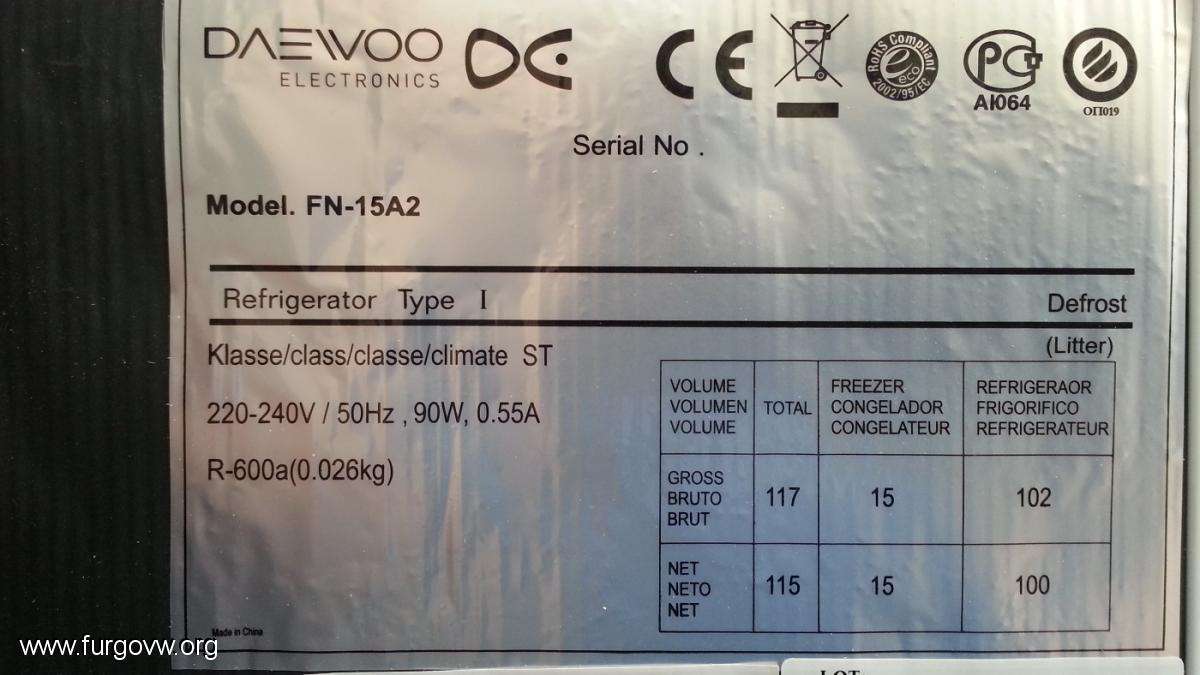 DAEWOO
ELECTRONICS
CE
RoHS Compliant
eco
2002/95/EC
АЮ64
ОП019
Serial No .
Model. FN-15A2
Refrigerator Type I
Defrost
Klasse/class/classe/climate ST
(Litter)
220-240V / 50Hz , 90W, 0.55A
R-600a(0.026kg)
VOLUME
VOLUMEN
VOLUME
TOTAL
FREEZER
CONGELADOR
CONGELATEUR
REFRIGERAOR
FRIGORIFICO
REFRIGERATEUR
GROSS
BRUTO
BRUT
117
15
102
NET
NETO
NET
115
15
100
Made in China
www.furgovw.org